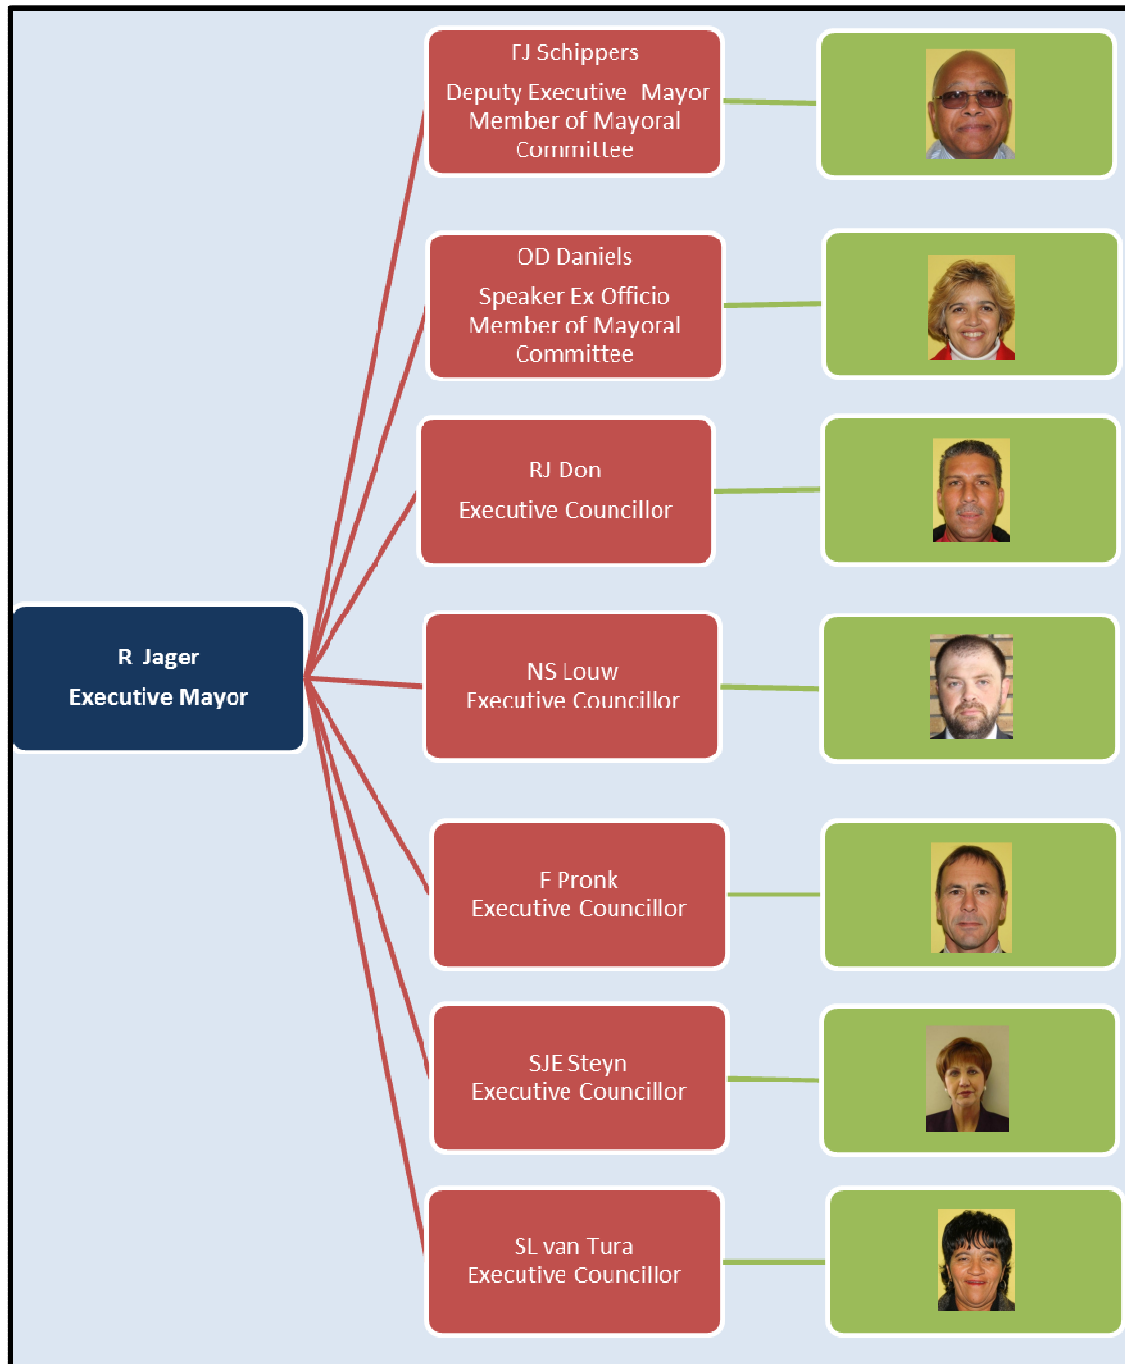 TJ Schippers
Deputy Executive Mayor
Member of Mayoral
Committee
OD Daniels
Speaker Ex Officio
Member of Mayoral
Committee
RJ Don
Executive Councillor
R Jager
Executive Mayor
NS Louw
Executive Councillor
F Pronk
Executive Councillor
SJE Steyn
Executive Councillor
SL van Tura
Executive Councillor